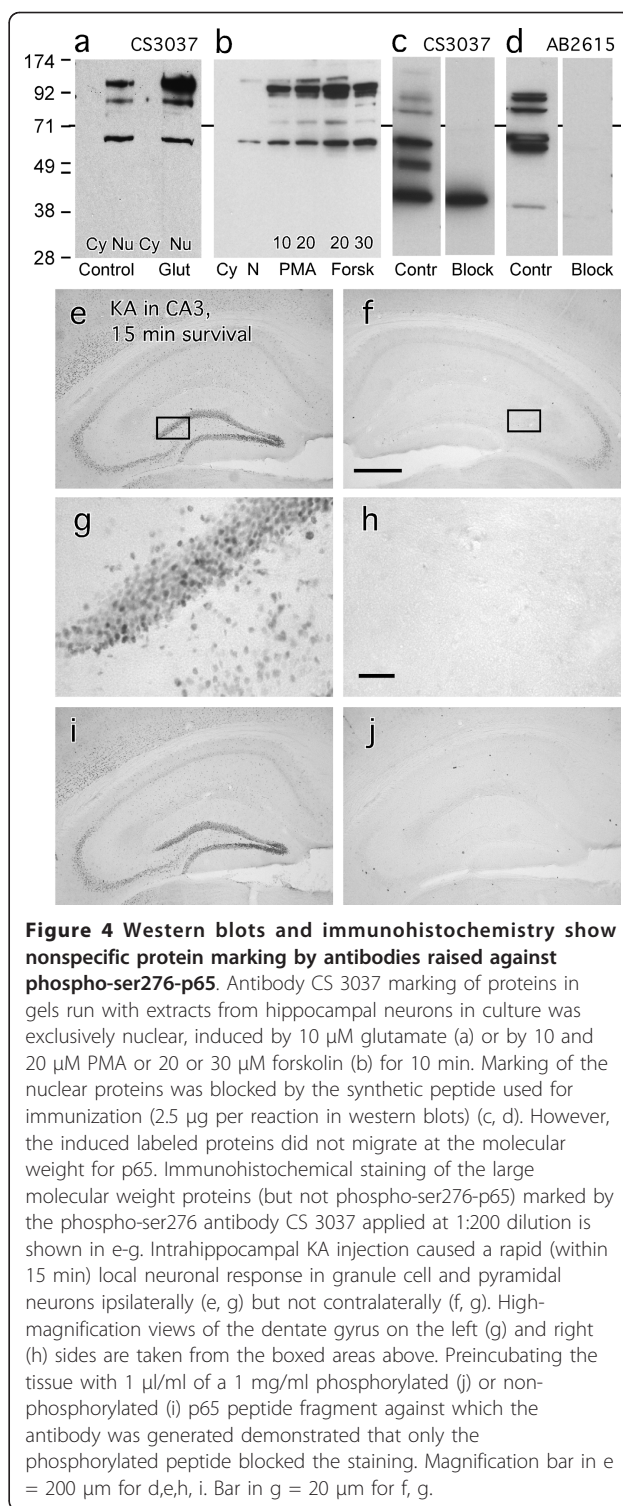 a CS3037 b c CS3037 d AB2615
174
92
71
49
38
28
Cy Nu Cy Nu 10 20 20 30
Control Glut Cy N PMA Forsk Contr Block Contr Block
e KA in CA3, f
15 min survival
g h
i j
Figure 4 Western blots and immunohistochemistry show
nonspecific protein marking by antibodies raised against
phospho-ser276-p65. Antibody CS 3037 marking of proteins in
gels run with extracts from hippocampal neurons in culture was
exclusively nuclear, induced by 10 μM glutamate (a) or by 10 and
20 μM PMA or 20 or 30 μM forskolin (b) for 10 min. Marking of the
nuclear proteins was blocked by the synthetic peptide used for
immunization (2.5 μg per reaction in western blots) (c, d). However,
the induced labeled proteins did not migrate at the molecular
weight for p65. Immunohistochemical staining of the large
molecular weight proteins (but not phospho-ser276-p65) marked by
the phospho-ser276 antibody CS 3037 applied at 1:200 dilution is
shown in e-g. Intrahippocampal KA injection caused a rapid (within
15 min) local neuronal response in granule cell and pyramidal
neurons ipsilaterally (e, g) but not contralaterally (f, g). High-
magnification views of the dentate gyrus on the left (g) and right
(h) sides are taken from the boxed areas above. Preincubating the
tissue with 1 μl/ml of a 1 mg/ml phosphorylated (j) or non-
phosphorylated (i) p65 peptide fragment against which the
antibody was generated demonstrated that only the
phosphorylated peptide blocked the staining. Magnification bar in e
= 200 μm for d,e,h, i. Bar in g = 20 μm for f, g.